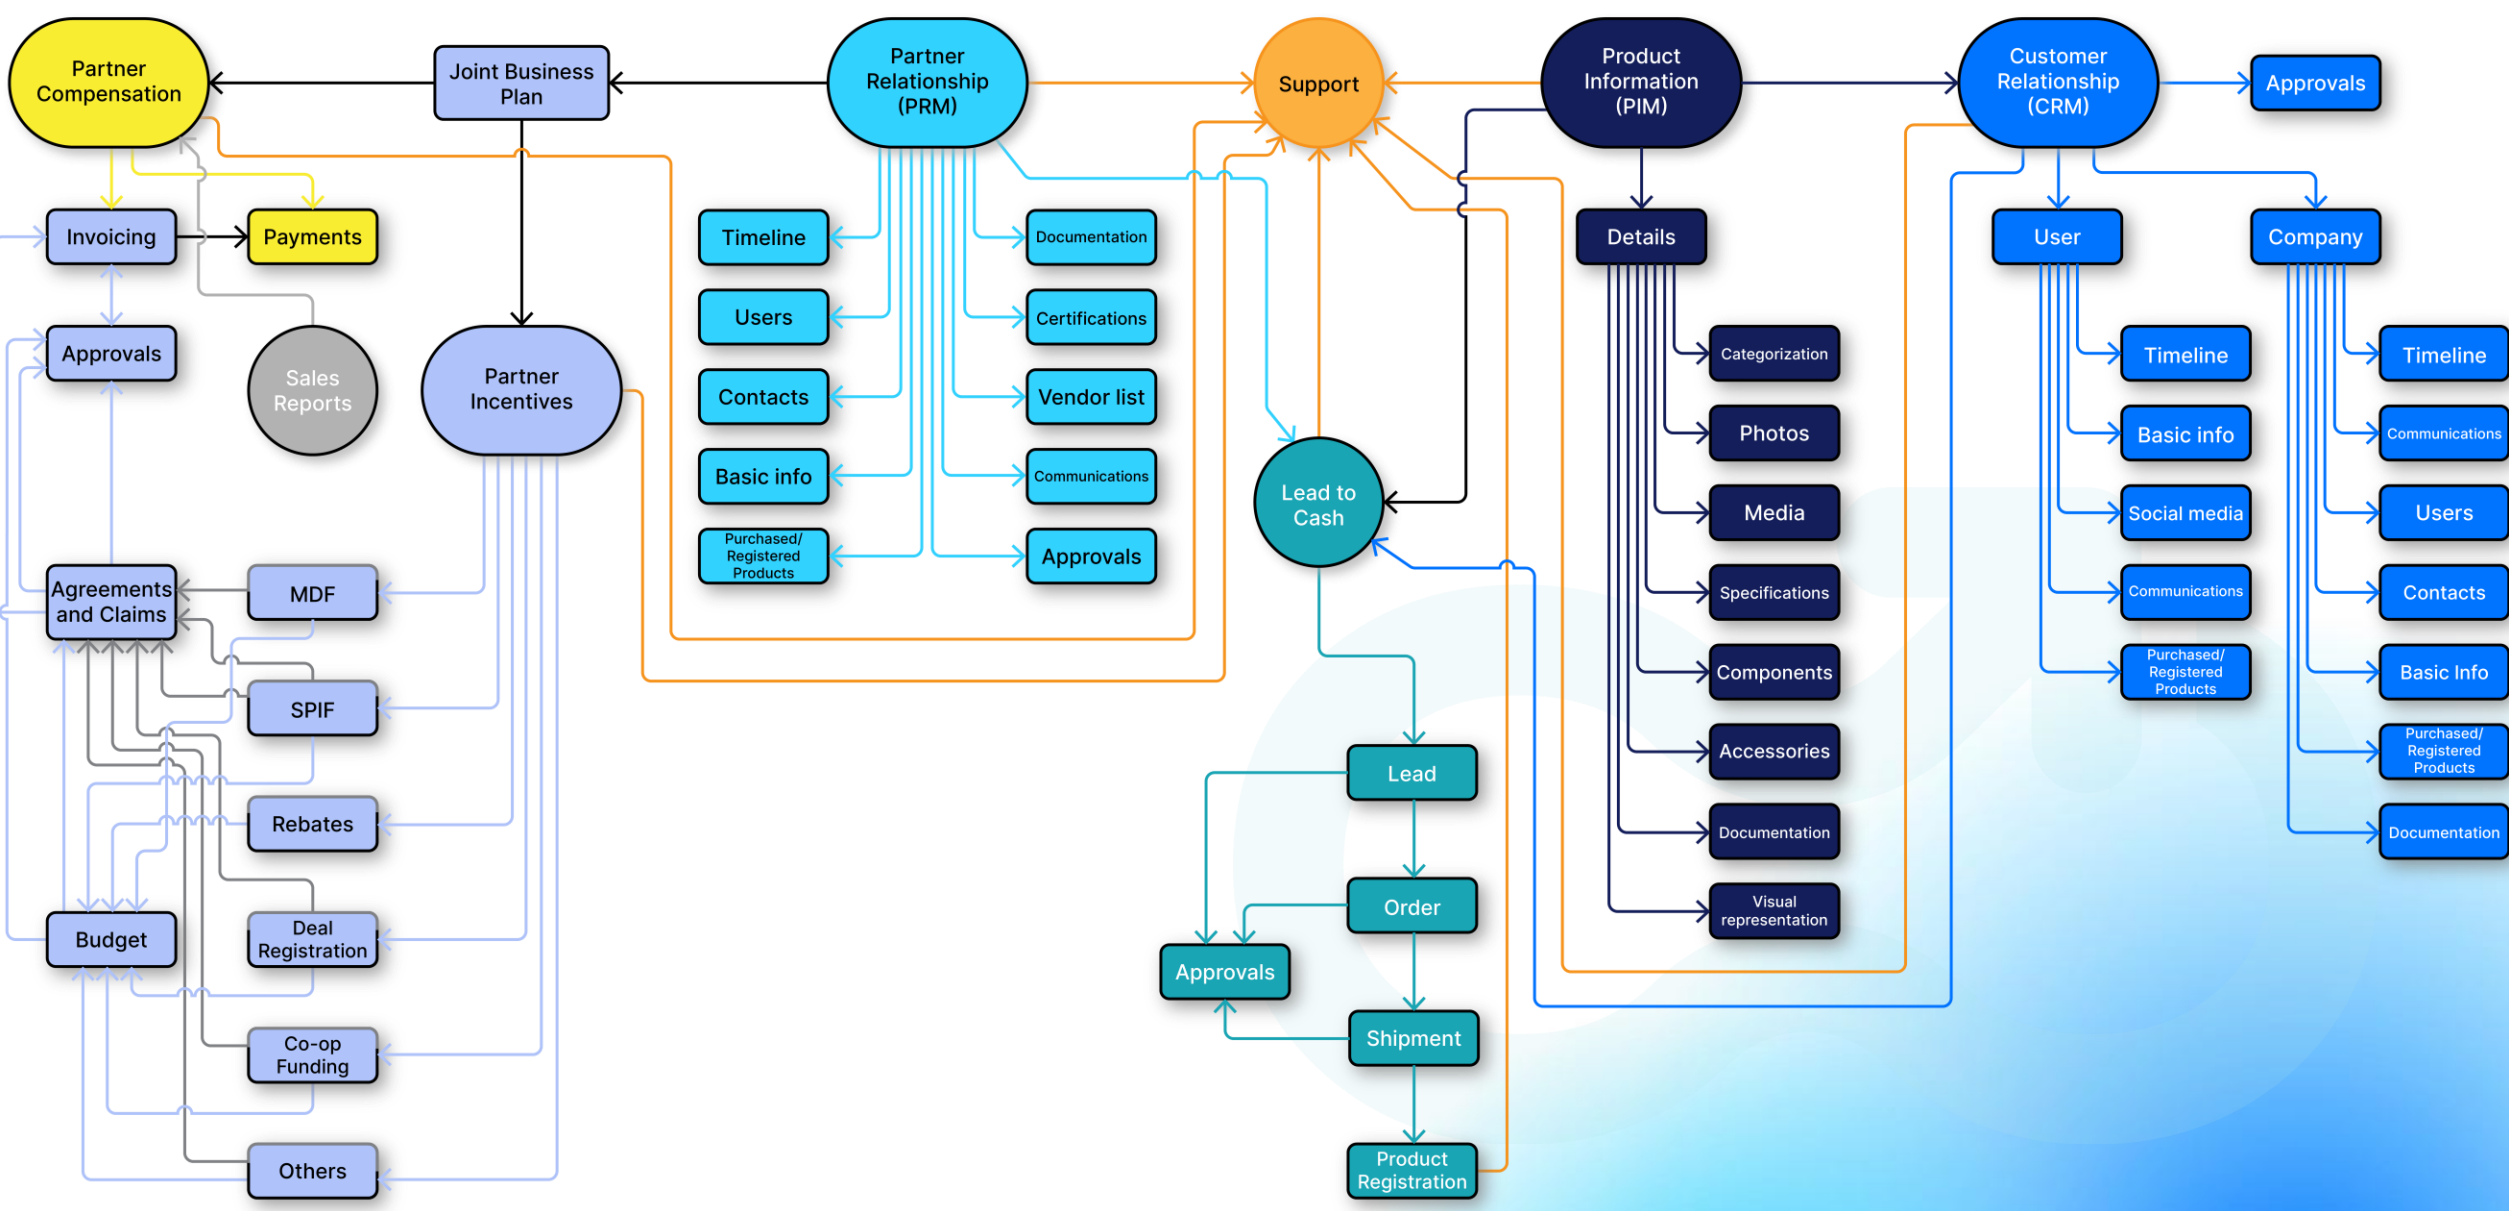 Partner
Compensation
Joint Business
Plan
Partner
Relationship
(PRM)
Support
Product
Information
(PIM)
Customer
Relationship
(CRM)
Approvals
Invoicing
Payments
Timeline
Documentation
Details
User
Company
Users
Certifications
Approvals
Sales
Reports
Partner
Incentives
Contacts
Vendor list
Categorization
Timeline
Timeline
Basic info
Communications
Lead to
Cash
Photos
Basic info
Communications
Purchased/
Registered
Products
Approvals
Media
Social media
Users
Agreements
and Claims
MDF
Specifications
Communications
Contacts
SPIF
Components
Purchased/
Registered
Products
Basic Info
Lead
Accessories
Purchased/
Registered
Products
Rebates
Documentation
Documentation
Order
Visual
representation
Budget
Deal
Registration
Approvals
Co-op
Funding
Shipment
Others
Product
Registration